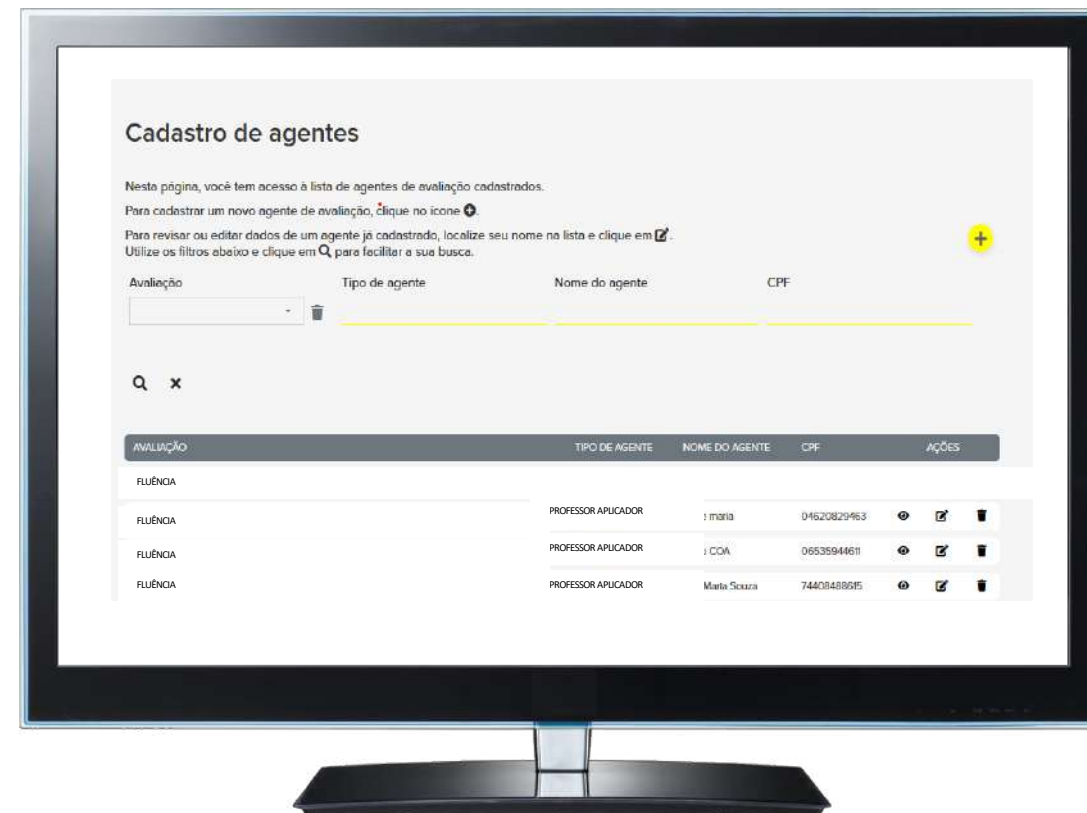 Cadastro de agentes
Nesta página, você tem acesso à lista de agentes de avaliação cadastrados.
Para cadastrar um novo agente de avaliação, clique no ícone
Para revisar ou editar dados de um agente já cadastrado, localize seu nome na lista e clique em
Utilize os filtros abaixo e clique em para facilitar a sua busca.
Avaliação Tipo de agente Nome do agente CPF
AVALIAÇÃO TIPO DE AGENTE NOME DO AGENTE CPF AÇÕES
FLUÊNCIA
FLUÊNCIA PROFESSOR APLICADOR maria 04620829463
FLUÊNCIA PROFESSOR APLICADOR COA 06535944611
FLUÊNCIA PROFESSOR APLICADOR Maria Souza 74408488615